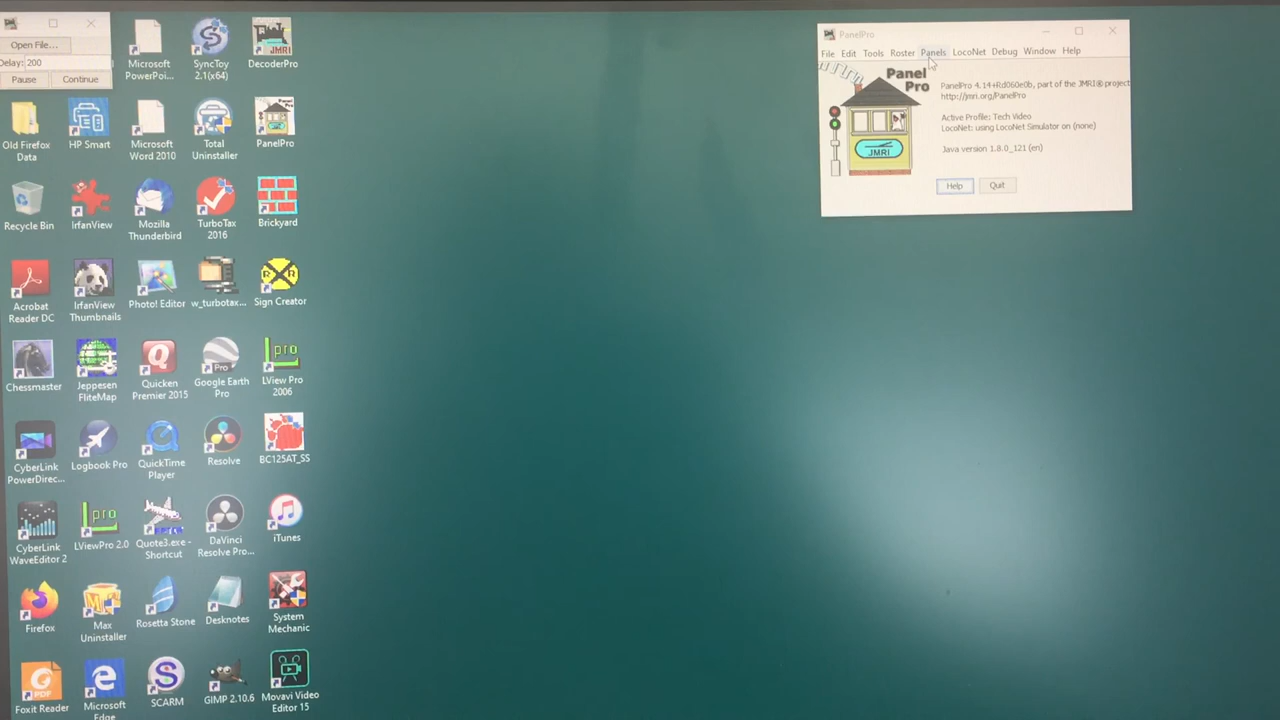 Open File...
Delay: 200
Pause
Continue
Microsoft
PowerPoi...
SyncToy
2.1(x64)
JMRI
DecoderPro
Old Firefox
Data
HP Smart
Microsoft
Word 2010
Total
Uninstaller
PanelPro
Recycle Bin
IrfanView
Mozilla
Thunderbird
TurboTax
2016
Brickyard
Acrobat
Reader DC
IrfanView
Thumbnails
Photo! Editor
w_turbotax...
R R
Sign Creator
Chessmaster
Jeppesen
FliteMap
Q
Quicken
Premier 2015
Pro
Google Earth
Pro
pro
LView Pro
2006
CyberLink
PowerDirec...
Logbook Pro
QuickTime
Player
Resolve
BC125AT_SS
CyberLink
WaveEditor 2
pro
LViewPro 2.0
Quote3.exe -
Shortcut
DaVinci
Resolve Pro...
iTunes
Firefox
Max
Uninstaller
Rosetta Stone
Desknotes
System
Mechanic
PDF
Foxit Reader
Microsoft
Edge
S
SCARM
GIMP 2.10.6
Movavi Video
Editor 15
PanelPro
File Edit Tools Roster Panels LocoNet Debug Window Help
Panel
Pro
JMRI
PanelPro 4.14+Rd060e0b, part of the JMRI® project
http://jmri.org/PanelPro
Active Profile: Tech Video
LocoNet: using LocoNet Simulator on (none)
Java version 1.8.0_121 (en)
Help
Quit